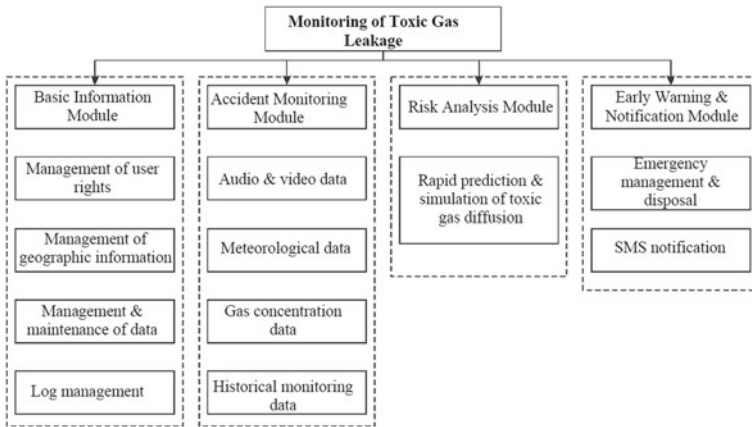 Monitoring of Toxic Gas
Leakage
Basic Information
Module
Management of user
rights
Management of
geographic information
Management &
maintenance of data
Log management
Accident Monitoring
Module
Audio & video data
Meteorological data
Gas concentration
data
Historical monitoring
data
Risk Analysis Module
Rapid prediction &
simulation of toxic
gas diffusion
Early Warning &
Notification Module
Emergency
management &
disposal
SMS notification